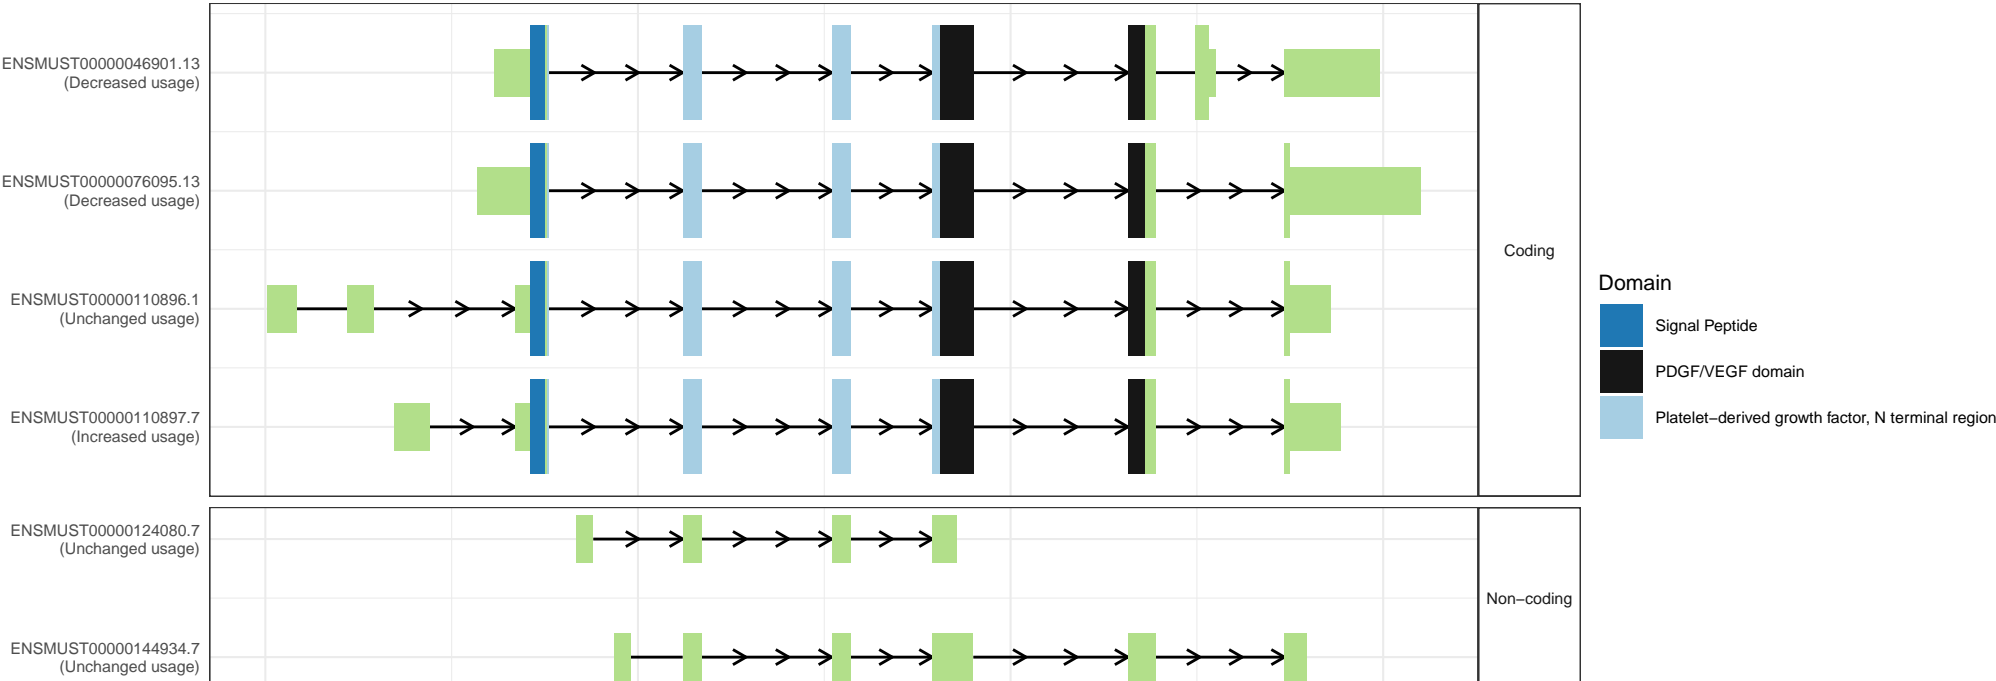 ENSMUST00000046901.13
(Decreased usage)
ENSMUST00000076095.13
(Decreased usage)
ENSMUST00000110896.1
(Unchanged usage)
ENSMUST00000110897.7
(Increased usage)
Coding
ENSMUST00000124080.7
(Unchanged usage)
ENSMUST00000144934.7
(Unchanged usage)
Non−coding
Domain
Signal Peptide
PDGF/VEGF domain
Platelet−derived growth factor, N terminal region